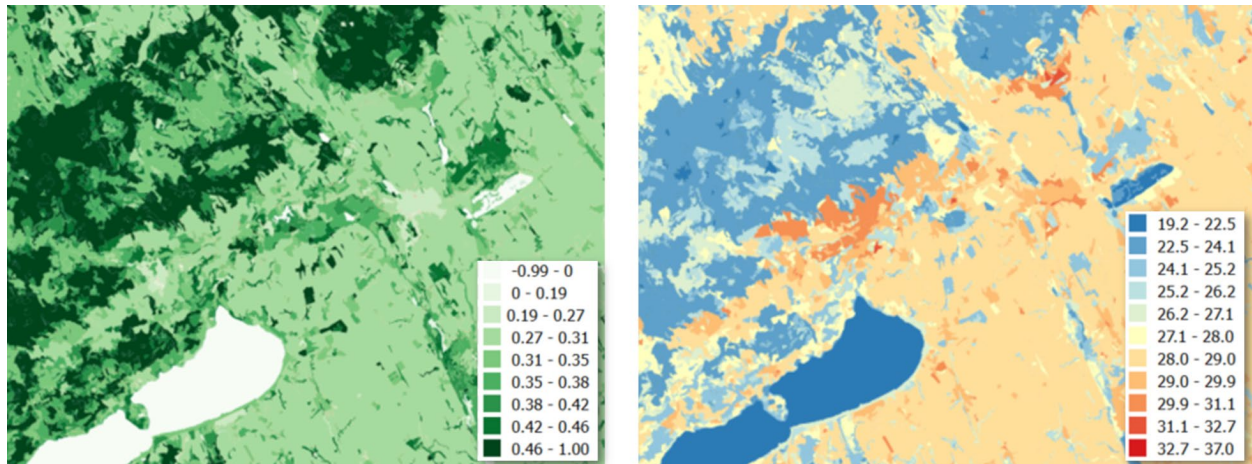 -0.99 - 0
0 - 0.19
0.19 - 0.27
0.27 - 0.31
0.31 - 0.35
0.35 - 0.38
0.38 - 0.42
0.42 - 0.46
0.46 - 1.00
19.2 - 22.5
22.5 - 24.1
24.1 - 25.2
25.2 - 26.2
26.2 - 27.1
27.1 - 28.0
28.0 - 29.0
29.0 - 29.9
29.9 - 31.1
31.1 - 32.7
32.7 - 37.0